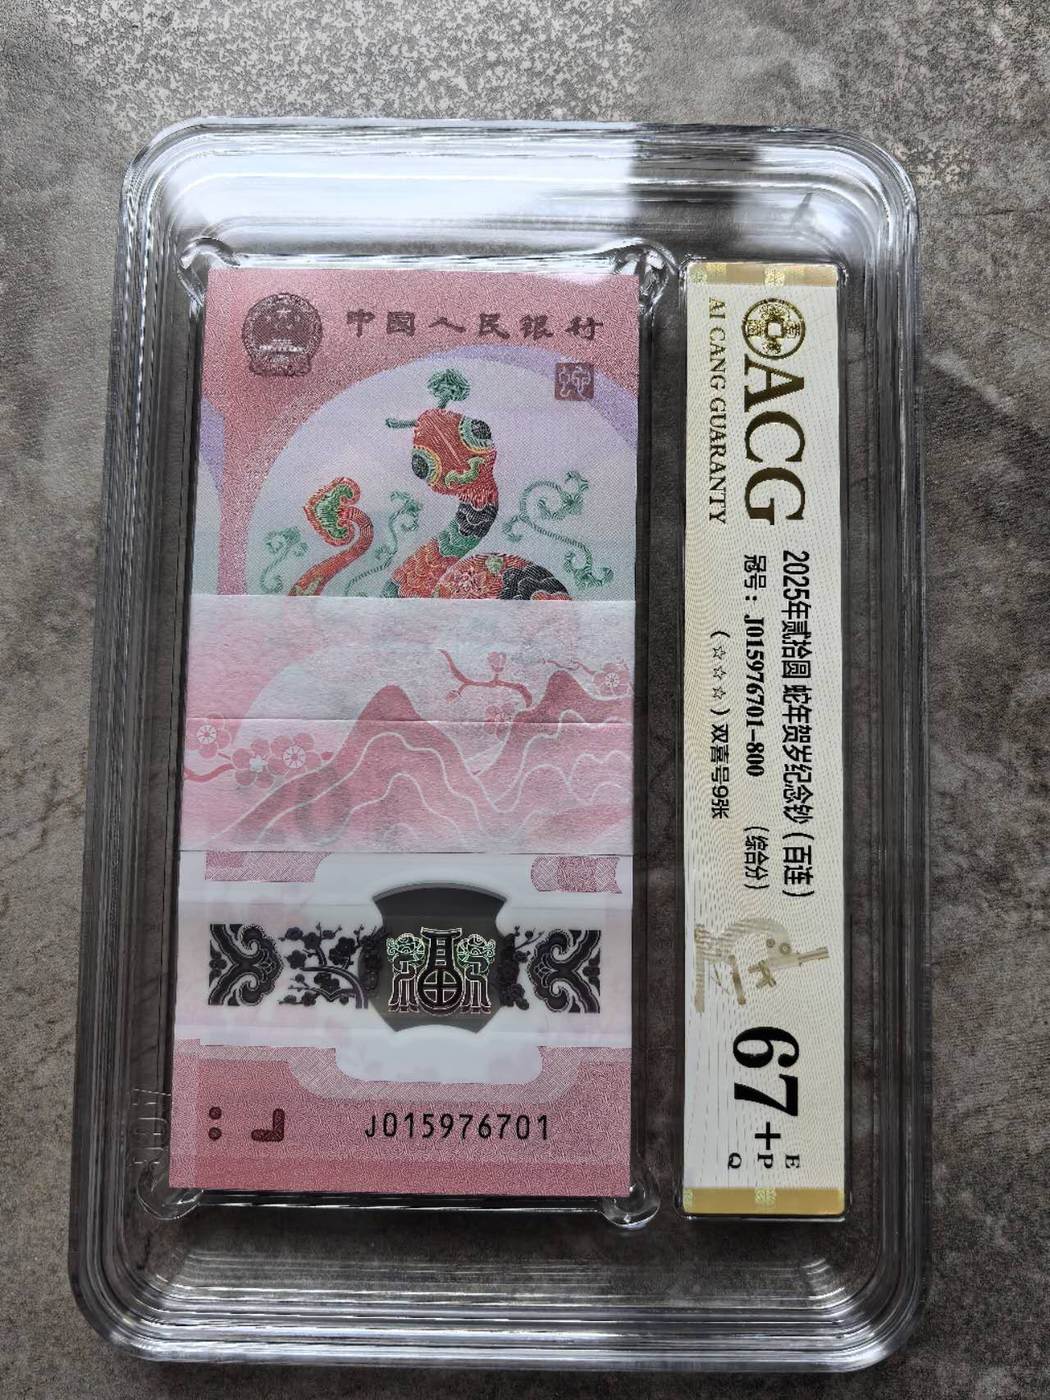 中国人民银行
J015976701
ACG
AI CANG GUARANTY
2025年贰拾圆 蛇年贺岁纪念钞（百连）
冠号：J015976701-800 （综合分）
（☆☆☆）双喜号9张
67+
E
P
Q